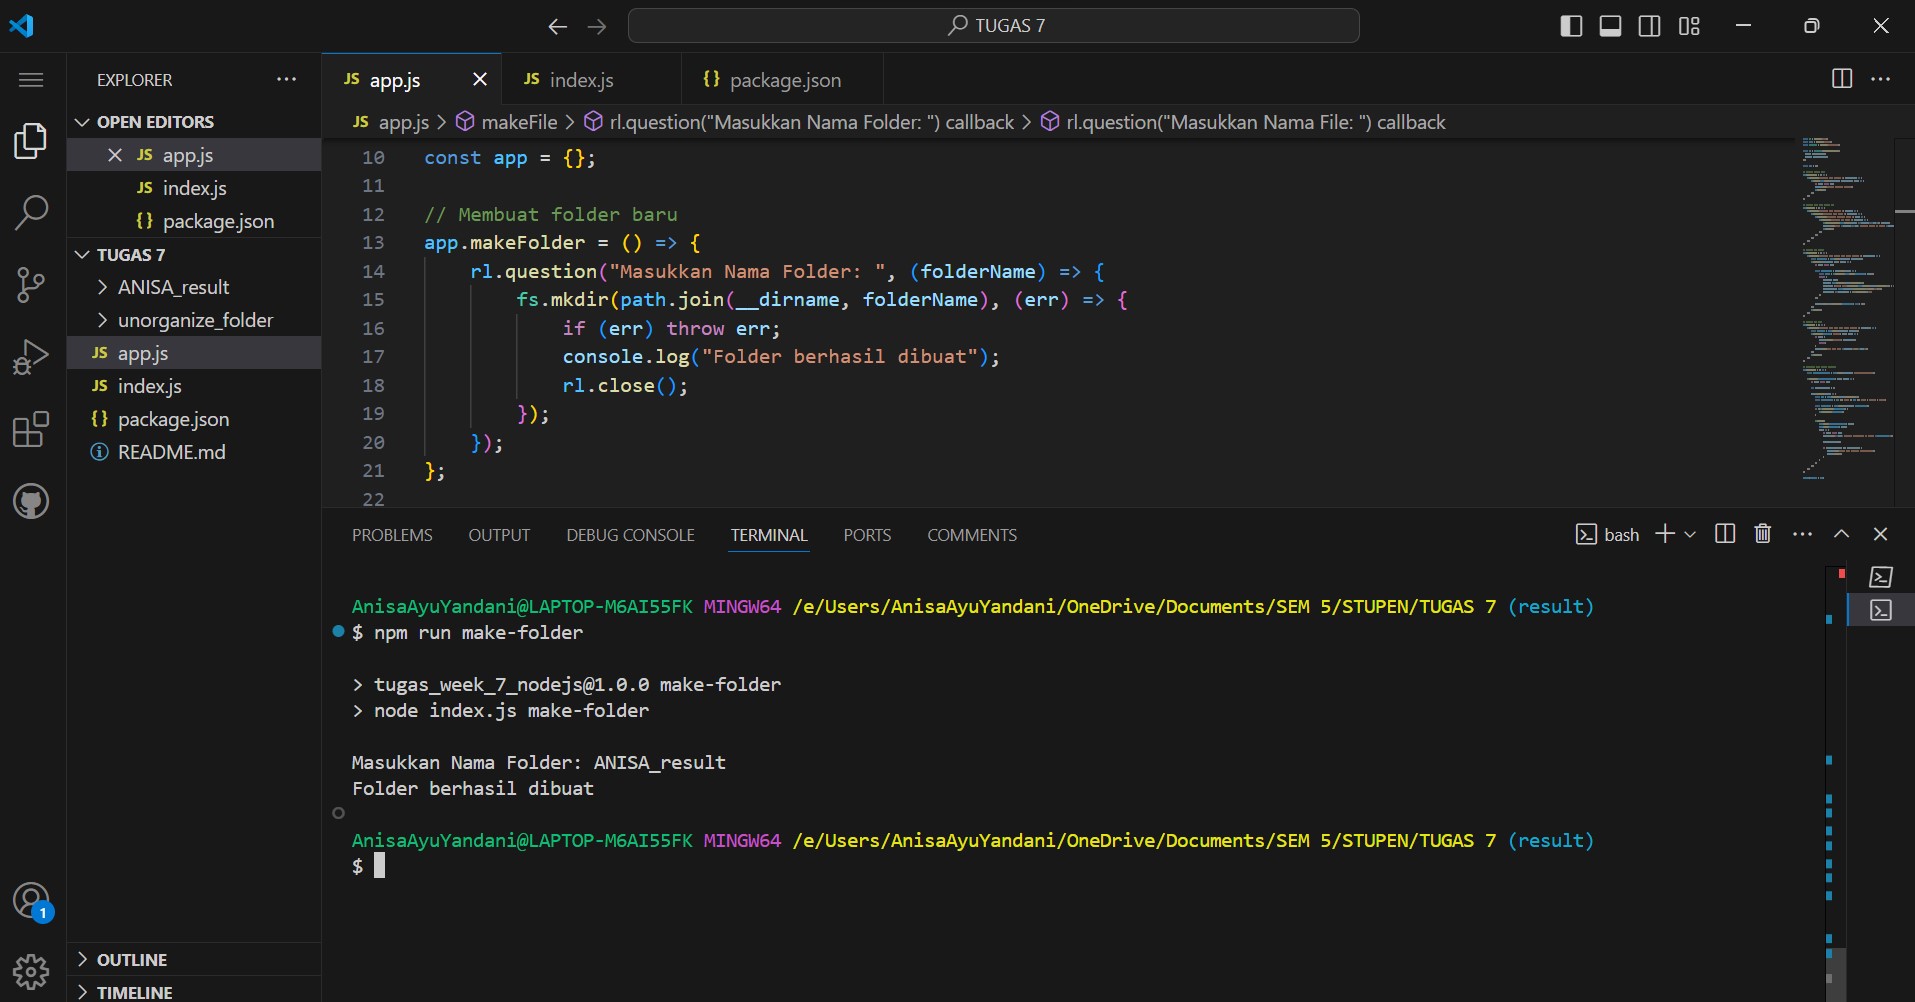 TUGAS 7
EXPLORER
OPEN EDITORS
JS app.js
JS index.js
{} package.json
TUGAS 7
ANISA_result
unorganize_folder
JS app.js
JS index.js
{} package.json
README.md
OUTLINE
TIMELINE
1
JS app.js
JS index.js
{} package.json
JS app.js > makeFile > rl.question("Masukkan Nama Folder: ") callback > rl.question("Masukkan Nama File: ") callback
10 const app = {};
11
12 // Membuat folder baru
13 app.makeFolder = () => {
14 rl.question("Masukkan Nama Folder: ", (folderName) => {
15 fs.mkdir(path.join(__dirname, folderName), (err) => {
16 if (err) throw err;
17 console.log("Folder berhasil dibuat");
18 rl.close();
19 });
20 });
21 };
22
PROBLEMS OUTPUT DEBUG CONSOLE TERMINAL PORTS COMMENTS
bash
AnisaAyuYandani@LAPTOP-M6AI55FK MINGW64 /e/Users/AnisaAyuYandani/OneDrive/Documents/SEM 5/STUPEN/TUGAS 7 (result)
$ npm run make-folder
> tugas_week_7_nodejs@1.0.0 make-folder
> node index.js make-folder
Masukkan Nama Folder: ANISA_result
Folder berhasil dibuat
AnisaAyuYandani@LAPTOP-M6AI55FK MINGW64 /e/Users/AnisaAyuYandani/OneDrive/Documents/SEM 5/STUPEN/TUGAS 7 (result)
$